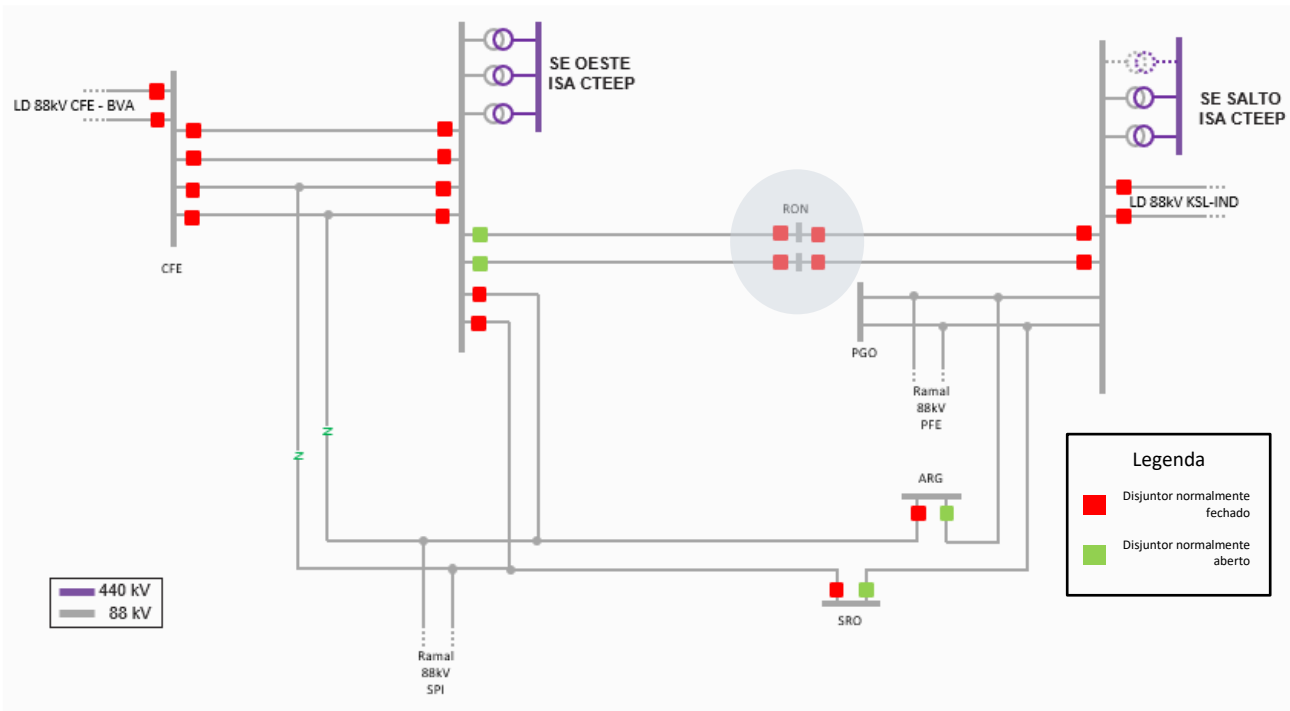 SE OESTE
ISA CTEEP
SE SALTO
ISA CTEEP
LD 88kV CFE - BVA
LD 88kV KSL-IND
RON
CFE
PGO
Ramal
88kV
PFE
Legenda
Disjuntor normalmente
fechado
Disjuntor normalmente
aberto
ARG
N
N
440 kV
88 kV
SRO
Ramal
88kV
SPI